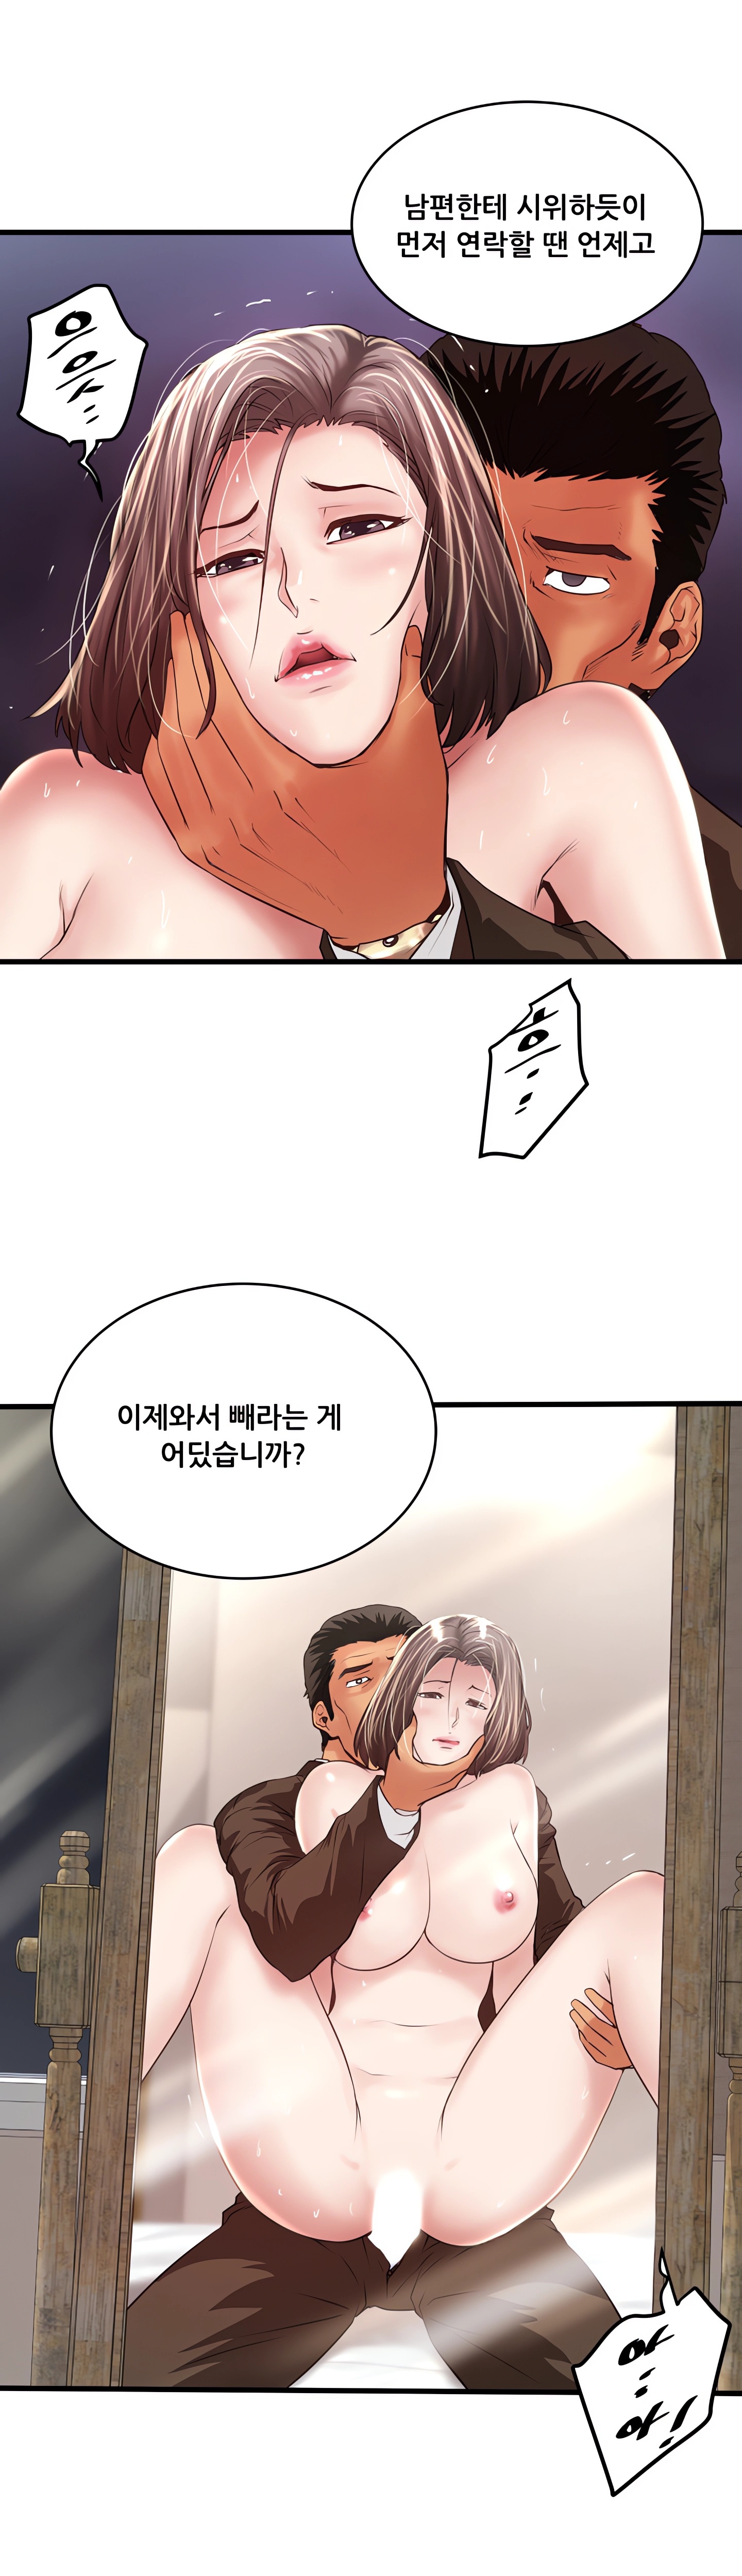 남편한테 시위하듯이
먼저 연락할 땐 언제고
으읏...
흐...
이제와서 빼라는 게
어딨습니까?
아...
아!